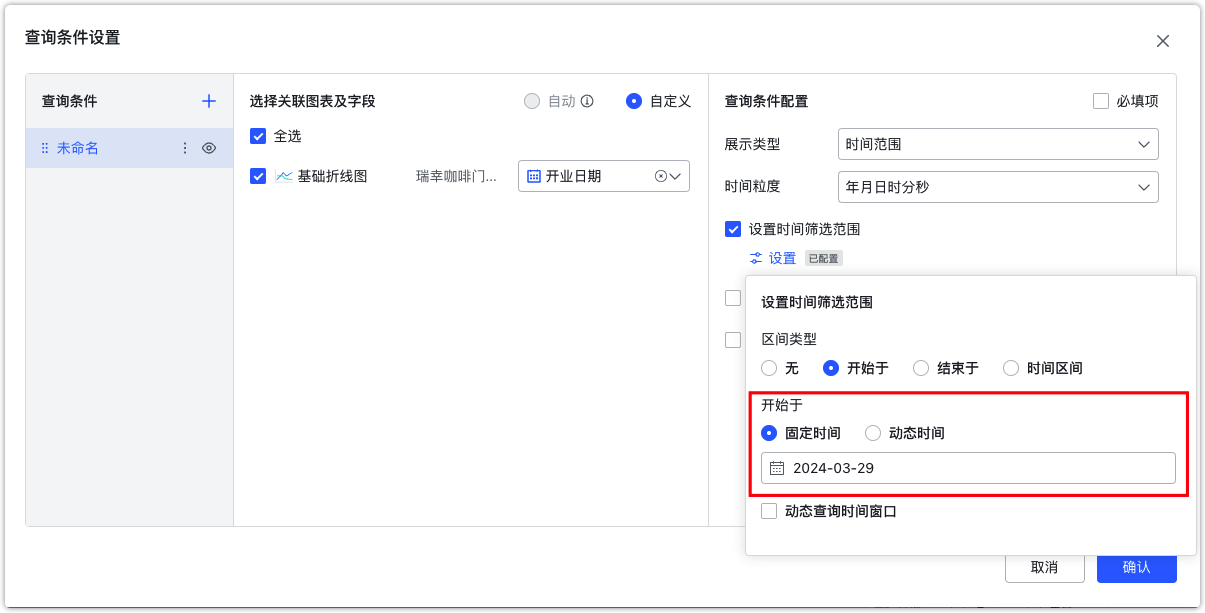 查询条件设置
查询条件
未命名
选择关联图表及字段
自动
自定义
全选
基础折线图
瑞幸咖啡门...
开业日期
查询条件配置
必填项
展示类型
时间范围
时间粒度
年月日时分秒
设置时间筛选范围
设置
已配置
设置时间筛选范围
区间类型
无
开始于
结束于
时间区间
开始于
固定时间
动态时间
2024-03-29
动态查询时间窗口
取消
确认